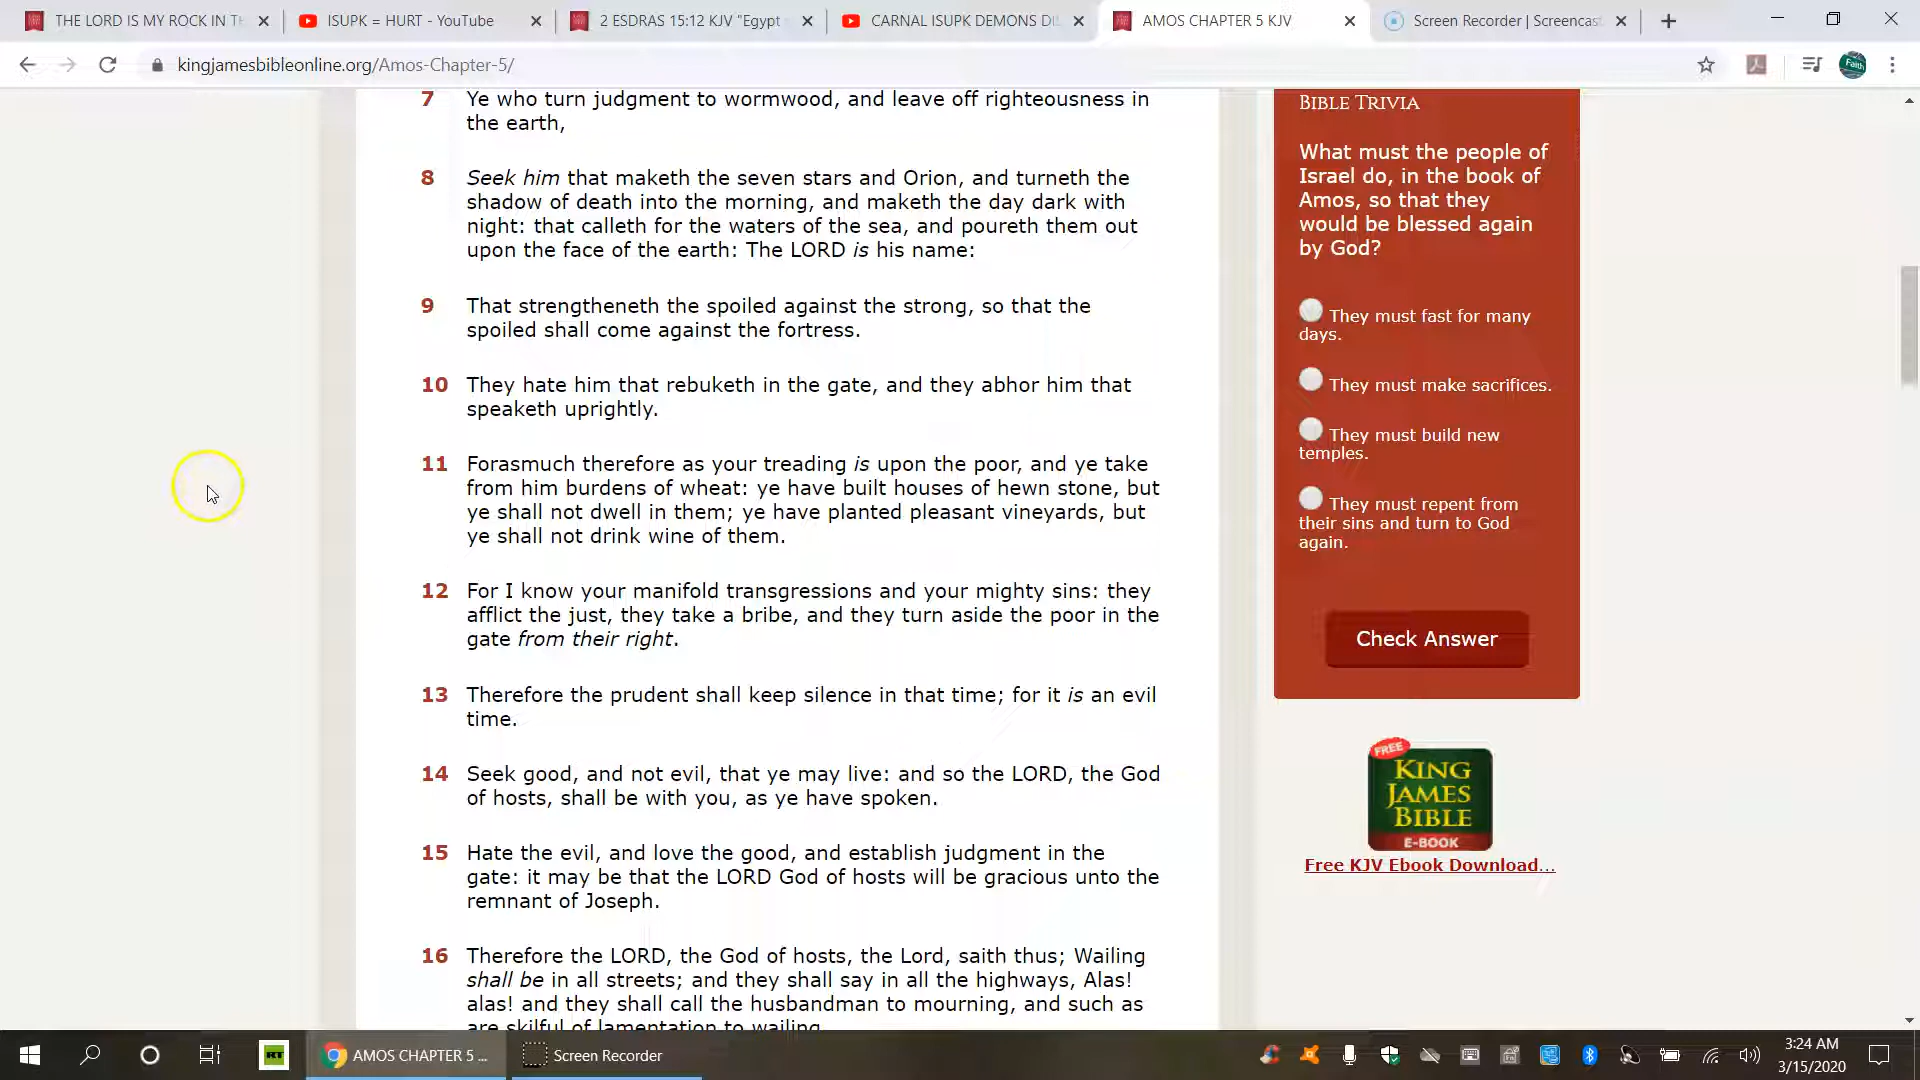 THE LORD IS MY ROCK IN TH
ISUPK = HURT - YouTube
2 ESDRAS 15:12 KJV "Egypt
CARNAL ISUPK DEMONS DI
AMOS CHAPTER 5 KJV
Screen Recorder | Screencast
kingjamesbibleonline.org/Amos-Chapter-5/
Faith
7 Ye who turn judgment to wormwood, and leave off righteousness in
the earth,
8 Seek him that maketh the seven stars and Orion, and turneth the
shadow of death into the morning, and maketh the day dark with
night: that calleth for the waters of the sea, and poureth them out
upon the face of the earth: The LORD is his name:
9 That strengtheneth the spoiled against the strong, so that the
spoiled shall come against the fortress.
10 They hate him that rebuketh in the gate, and they abhor him that
speaketh uprightly.
11 Forasmuch therefore as your treading is upon the poor, and ye take
from him burdens of wheat: ye have built houses of hewn stone, but
ye shall not dwell in them; ye have planted pleasant vineyards, but
ye shall not drink wine of them.
12 For I know your manifold transgressions and your mighty sins: they
afflict the just, they take a bribe, and they turn aside the poor in the
gate from their right.
13 Therefore the prudent shall keep silence in that time; for it is an evil
time.
14 Seek good, and not evil, that ye may live: and so the LORD, the God
of hosts, shall be with you, as ye have spoken.
15 Hate the evil, and love the good, and establish judgment in the
gate: it may be that the LORD God of hosts will be gracious unto the
remnant of Joseph.
16 Therefore the LORD, the God of hosts, the Lord, saith thus; Wailing
shall be in all streets; and they shall say in all the highways, Alas!
alas! and they shall call the husbandman to mourning, and such as
are skilful of lamentation to wailing.
BIBLE TRIVIA
What must the people of
Israel do, in the book of
Amos, so that they
would be blessed again
by God?
They must fast for many
days.
They must make sacrifices.
They must build new
temples.
They must repent from
their sins and turn to God
again.
Check Answer
FREE
KING
JAMES
BIBLE
E-BOOK
Free KJV Ebook Download...
RT
AMOS CHAPTER 5 ...
Screen Recorder
3:24 AM
3/15/2020